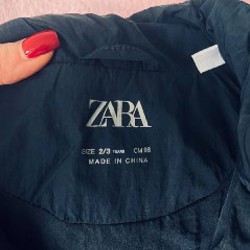 ZARA
SIZE 2/3 YEARS CM 98
MADE IN CHINA